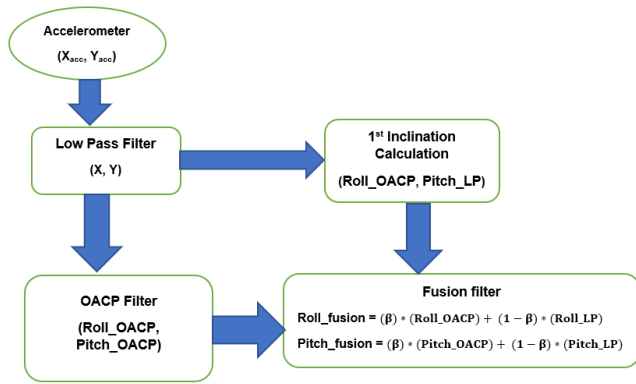 Accelerometer
(Xacc, Yacc)
Low Pass Filter
(X, Y)
1st Inclination
Calculation
(Roll_OACP, Pitch_LP)
OACP Filter
(Roll_OACP,
Pitch_OACP)
Fusion filter
Roll_fusion = (β) * (Roll_OACP) + (1 − β) * (Roll_LP)
Pitch_fusion = (β) * (Pitch_OACP) + (1 − β) * (Pitch_LP)